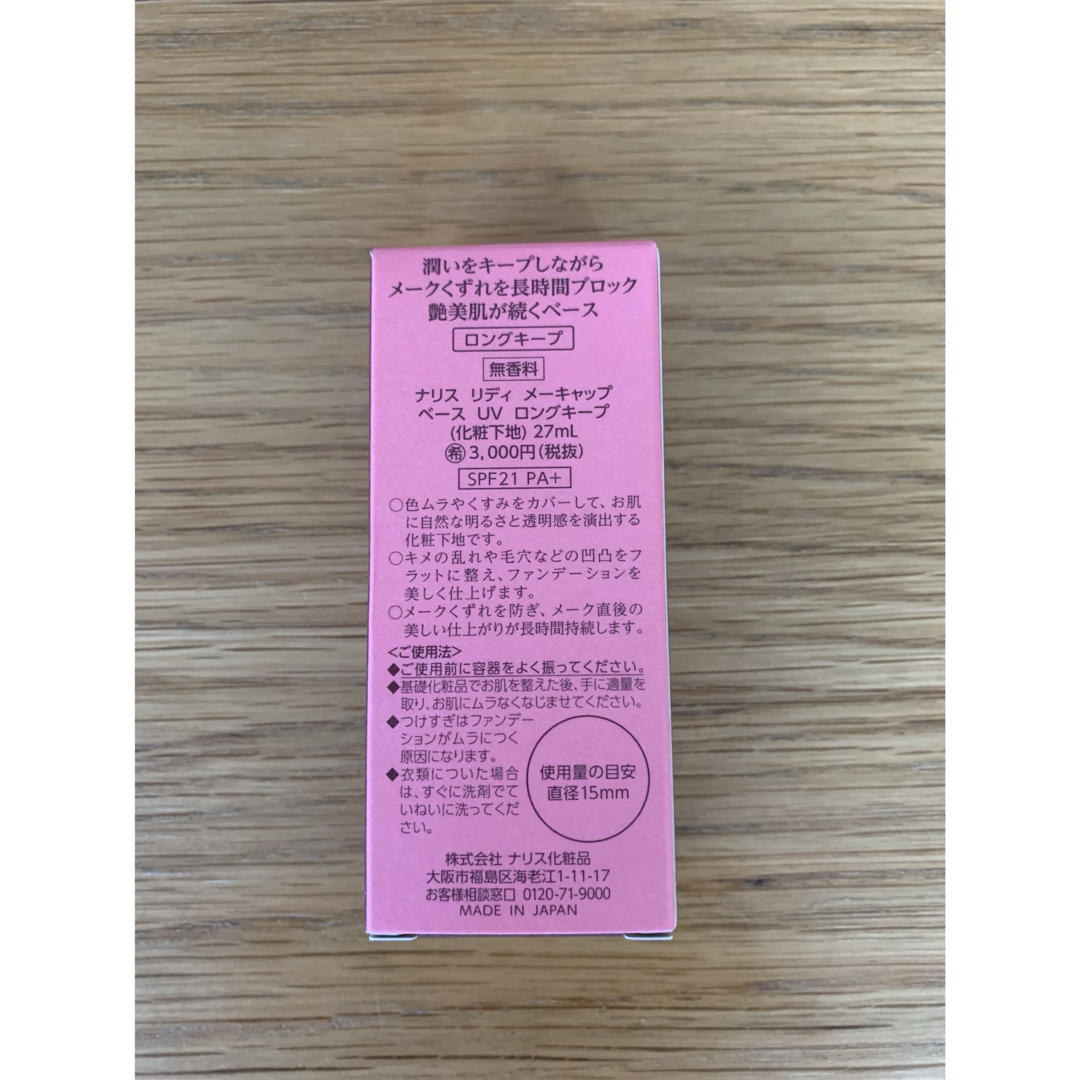 潤いをキープしながら
メークくずれを長時間ブロック
艶美肌が続くベース
ロングキープ
無香料
ナリス リディ メーキャップ
ベース UV ロングキープ
(化粧下地) 27mL
㊕3,000円(税抜)
SPF21 PA+
○色ムラやくすみをカバーして、お肌
に自然な明るさと透明感を演出する
化粧下地です。
○キメの乱れや毛穴などの凹凸をフ
ラットに整え、ファンデーションを
美しく仕上げます。
○メークくずれを防ぎ、メーク直後の
美しい仕上がりが長時間持続します。
<ご使用法>
◆ご使用前に容器をよく振ってください。
◆基礎化粧品でお肌を整えた後、手に適量を
取り、お肌にムラなくなじませてください。
◆つけすぎはファンデー
ションがムラにつく
原因になります。
◆衣類についた場合
は、すぐに洗剤でて
いねいに洗ってくだ
さい。
使用量の目安
直径15mm
株式会社 ナリス化粧品
大阪市福島区海老江1-11-17
お客様相談窓口 0120-71-9000
MADE IN JAPAN